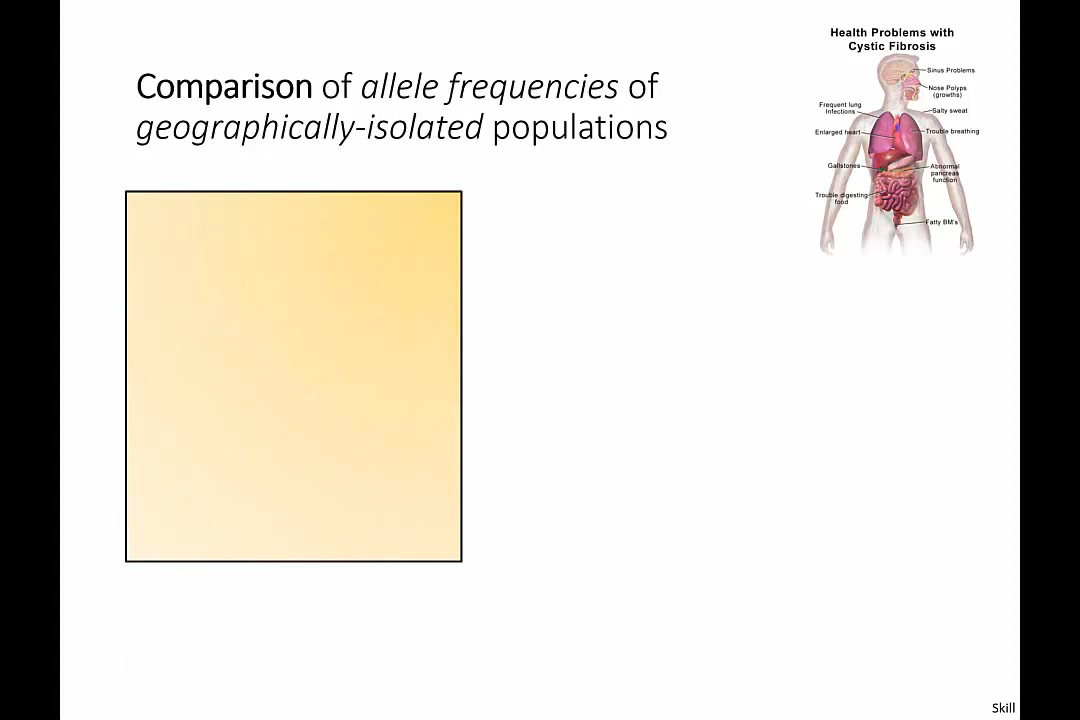 Health Problems with
Cystic Fibrosis
Comparison of allele frequencies of
geographically-isolated populations
Sinus Problems
Nose Polyps
(growths)
Frequent lung
Infections
Salty sweat
Enlarged heart
Trouble breathing
Gallstones
Abnormal
pancreas
function
Trouble digesting
food
Fatty BM's
Skill